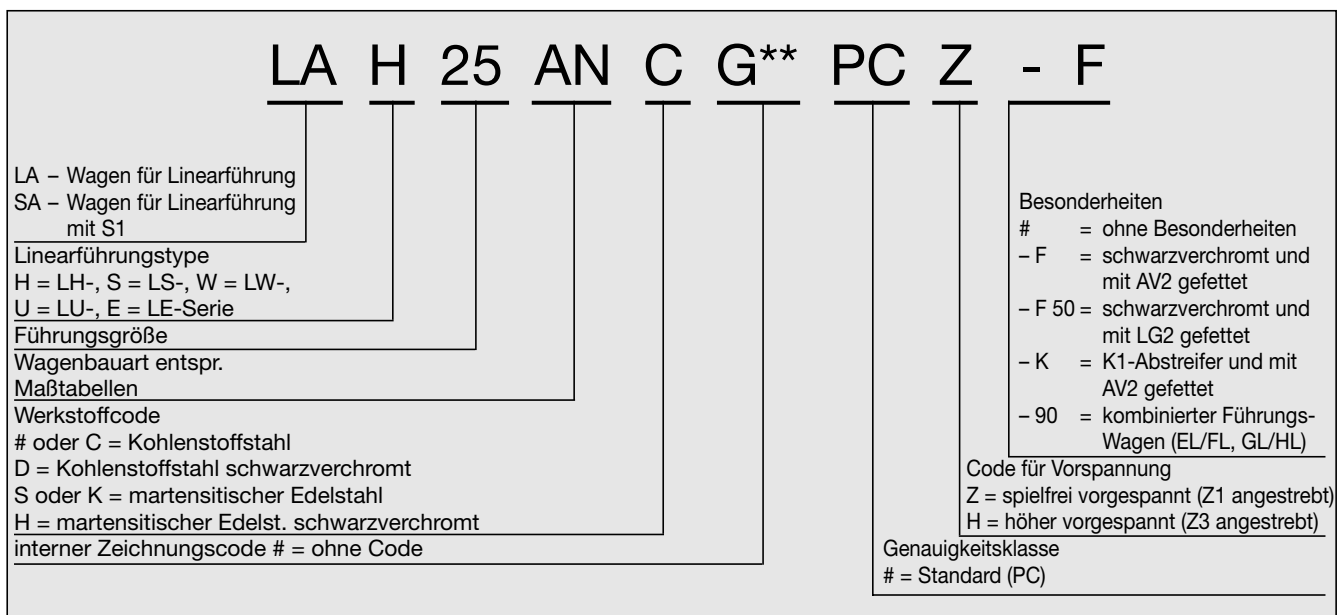 LA H 25 AN C G** PC Z - F
LA – Wagen für Linearführung
SA – Wagen für Linearführung
mit S1
Linearführungstype
H = LH-, S = LS-, W = LW-,
U = LU-, E = LE-Serie
Führungsgröße
Wagenbauart entspr.
Maßtabellen
Werkstoffcode
# oder C = Kohlenstoffstahl
D = Kohlenstoffstahl schwarzverchromt
S oder K = martensitischer Edelstahl
H = martensitischer Edelst. schwarzverchromt
interner Zeichnungscode # = ohne Code
Besonderheiten
# = ohne Besonderheiten
– F = schwarzverchromt und
mit AV2 gefettet
– F 50 = schwarzverchromt und
mit LG2 gefettet
– K = K1-Abstreifer und mit
AV2 gefettet
– 90 = kombinierter Führungs-
Wagen (EL/FL, GL/HL)
Code für Vorspannung
Z = spielfrei vorgespannt (Z1 angestrebt)
H = höher vorgespannt (Z3 angestrebt)
Genauigkeitsklasse
# = Standard (PC)